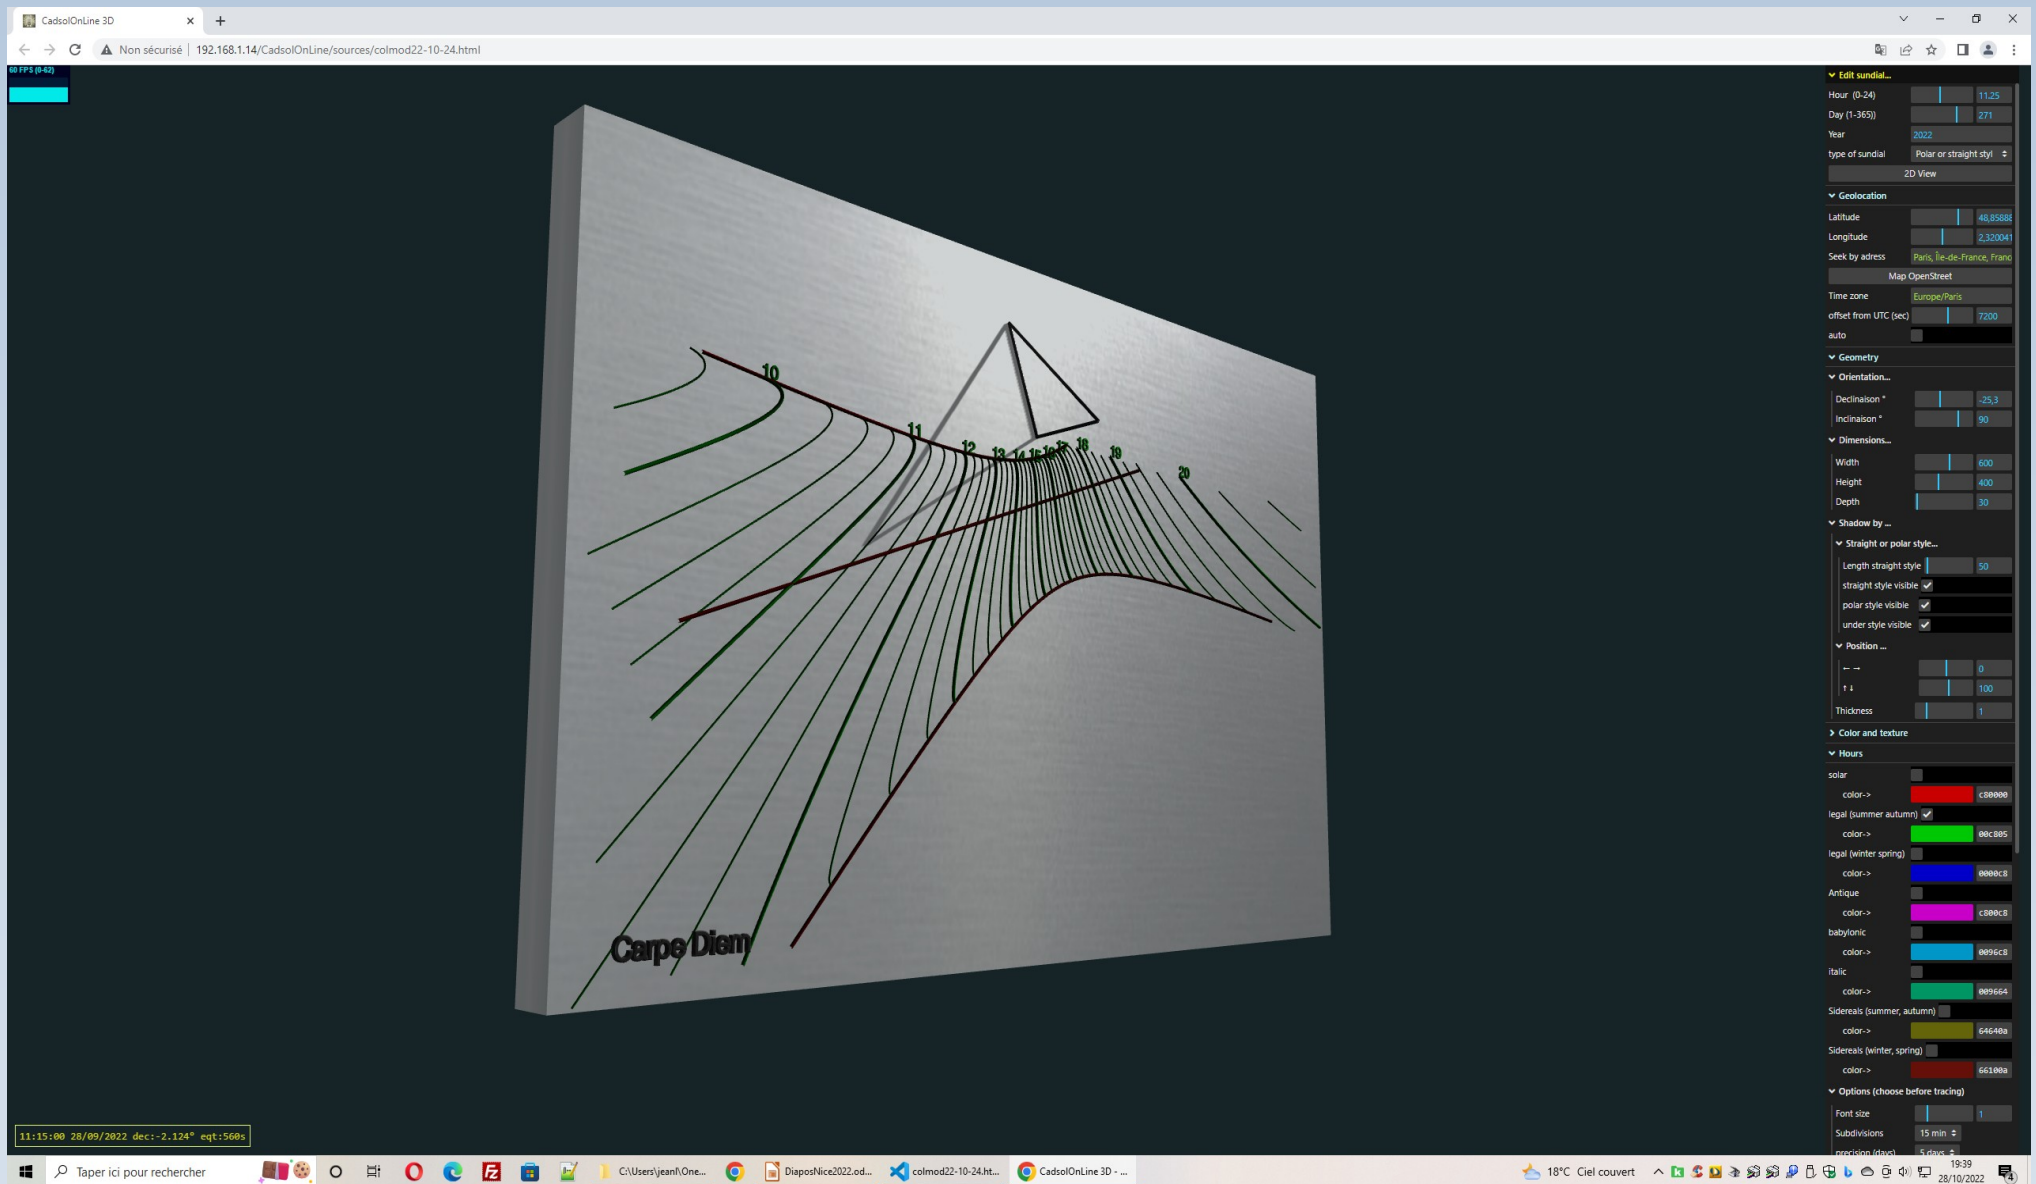 CadsolOnLine 3D
Non sécurisé 192.168.1.14/CadsolOnLine/sources/colmod22-10-24.html
60 FPS (0-62)
10
11
12
13
14
15
16
17
18
19
20
Carpe Diem
11:15:00 28/09/2022 dec:-2.124° eqt:560s
Edit sundial...
Hour (0-24) 11.25
Day (1-365)) 271
Year 2022
type of sundial Polar or straight styl
2D View
Geolocation
Latitude 48,85888
Longitude 2,320041
Seek by adress Paris, Île-de-France, Franc
Map OpenStreet
Time zone Europe/Paris
offset from UTC (sec) 7200
auto
Geometry
Orientation...
Declinaison ° -25,3
Inclinaison ° 90
Dimensions...
Width 600
Height 400
Depth 30
Shadow by ...
Straight or polar style...
Length straight style 50
straight style visible
polar style visible
under style visible
Position ...
←→ 0
↑↓ 100
Thickness 1
Color and texture
Hours
solar
color-> c80000
legal (summer autumn)
color-> 00c805
legal (winter spring)
color-> 0000c8
Antique
color-> c800c8
babylonic
color-> 0096c8
italic
color-> 009664
Sidereals (summer, autumn)
color-> 64640a
Sidereals (winter, spring)
color-> 66100a
Options (choose before tracing)
Font size 1
Subdivisions 15 min
precision (days) 5 days
Taper ici pour rechercher
C:\Users\jeanl\One...
DiaposNice2022.od...
colmod22-10-24.ht...
CadsolOnLine 3D - ...
18°C Ciel couvert
19:39
28/10/2022